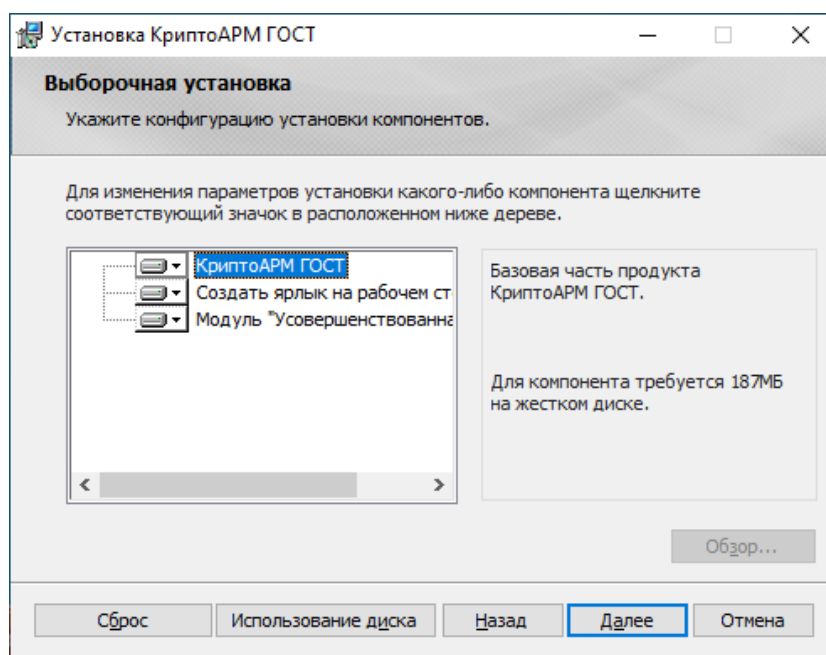 Установка КриптоАРМ ГОСТ
Выборочная установка
Укажите конфигурацию установки компонентов.
Для изменения параметров установки какого-либо компонента щелкните
соответствующий значок в расположенном ниже дереве.
КриптоАРМ ГОСТ
Создать ярлык на рабочем ст
Модуль "Усовершенствованна
Базовая часть продукта
КриптоАРМ ГОСТ.
Для компонента требуется 187МБ
на жестком диске.
Обзор...
Сброс
Использование диска
Назад
Далее
Отмена